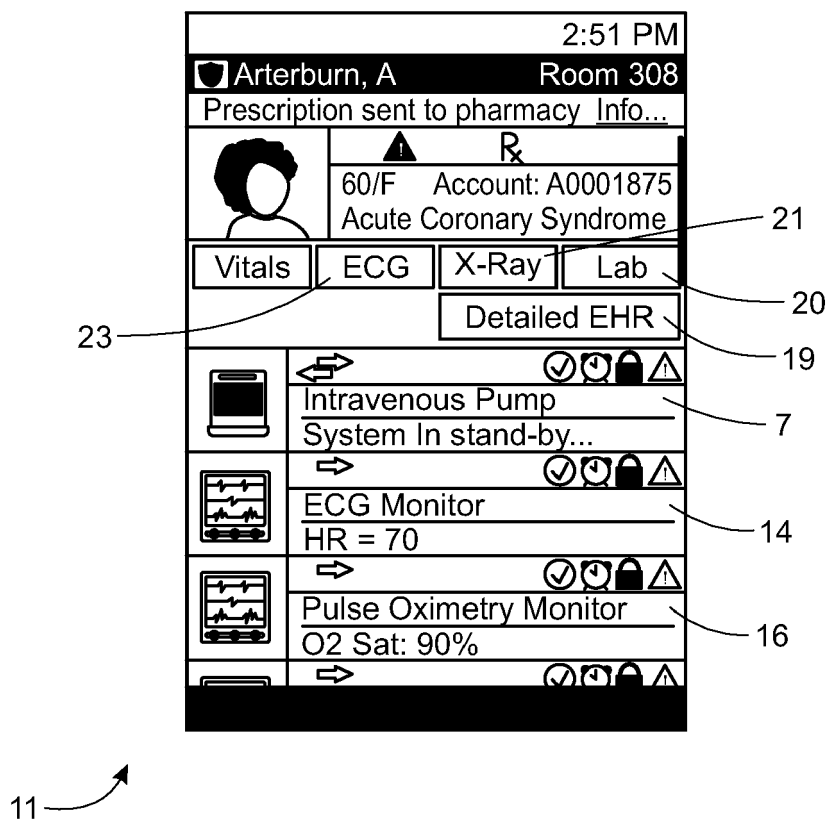 2:51 PM
Arterburn, A Room 308
Prescription sent to pharmacy Info...
! Rx
60/F Account: A0001875
Acute Coronary Syndrome
21
Vitals ECG X-Ray Lab
20
23
Detailed EHR
19
Intravenous Pump
7
System In stand-by...
ECG Monitor
14
HR = 70
Pulse Oximetry Monitor
16
O2 Sat: 90%
11